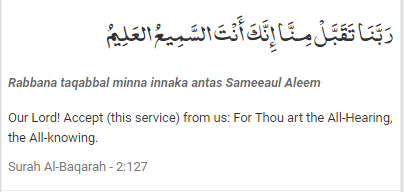 رَبَّنَا تَقَبَّلْ مِنَّا إِنَّكَ أَنْتَ السَّمِيعُ العَلِيمُ
Rabbana taqabbal minna innaka antas Sameeaul Aleem
Our Lord! Accept (this service) from us: For Thou art the All-Hearing,
the All-knowing.
Surah Al-Baqarah - 2:127